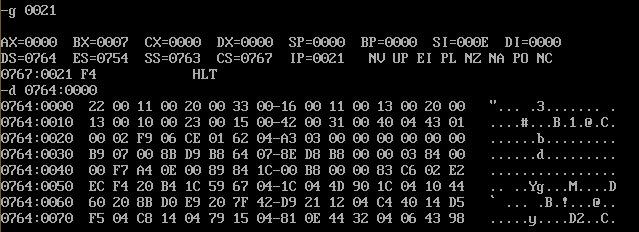 -g 0021
AX=0000 BX=0007 CX=0000 DX=0000 SP=0000 BP=0000 SI=000E DI=0000
DS=0764 ES=0754 SS=0763 CS=0767 IP=0021 NV UP EI PL NZ NA PO NC
0767:0021 F4 HLT
-d 0764:0000
0764:0000 22 00 11 00 20 00 33 00-16 00 11 00 13 00 20 00 "... .3....... .
0764:0010 13 00 10 00 23 00 15 00-42 00 31 00 40 04 43 01 ....#...B.1.@.C.
0764:0020 00 02 F9 06 CE 01 62 04-A3 03 00 00 00 00 00 00 ......b.........
0764:0030 B9 07 00 8B D9 B8 64 07-8E D8 B8 00 00 03 84 00 ......d.........
0764:0040 00 F7 A4 0E 00 89 84 1C-00 B8 00 00 83 C6 02 E2 ................
0764:0050 EC F4 20 B4 1C 59 67 04-1C 04 4D 90 1C 04 10 44 .. ..Yg...M....D
0764:0060 60 20 8B D0 E9 20 7F 42-D9 21 12 04 C4 40 14 D5 ` ... .B.!...@..
0764:0070 F5 04 C8 14 04 79 15 04-81 0E 44 32 04 06 43 98 .....y....D2..C.